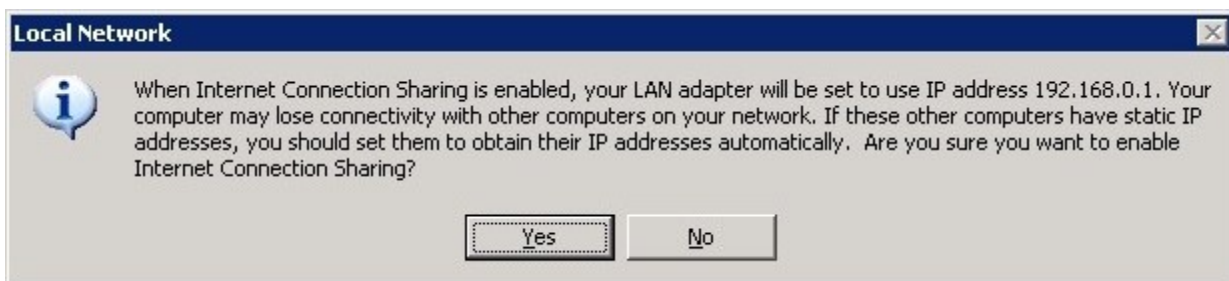 Local Network
When Internet Connection Sharing is enabled, your LAN adapter will be set to use IP address 192.168.0.1. Your
computer may lose connectivity with other computers on your network. If these other computers have static IP
addresses, you should set them to obtain their IP addresses automatically.  Are you sure you want to enable
Internet Connection Sharing?
Yes
No